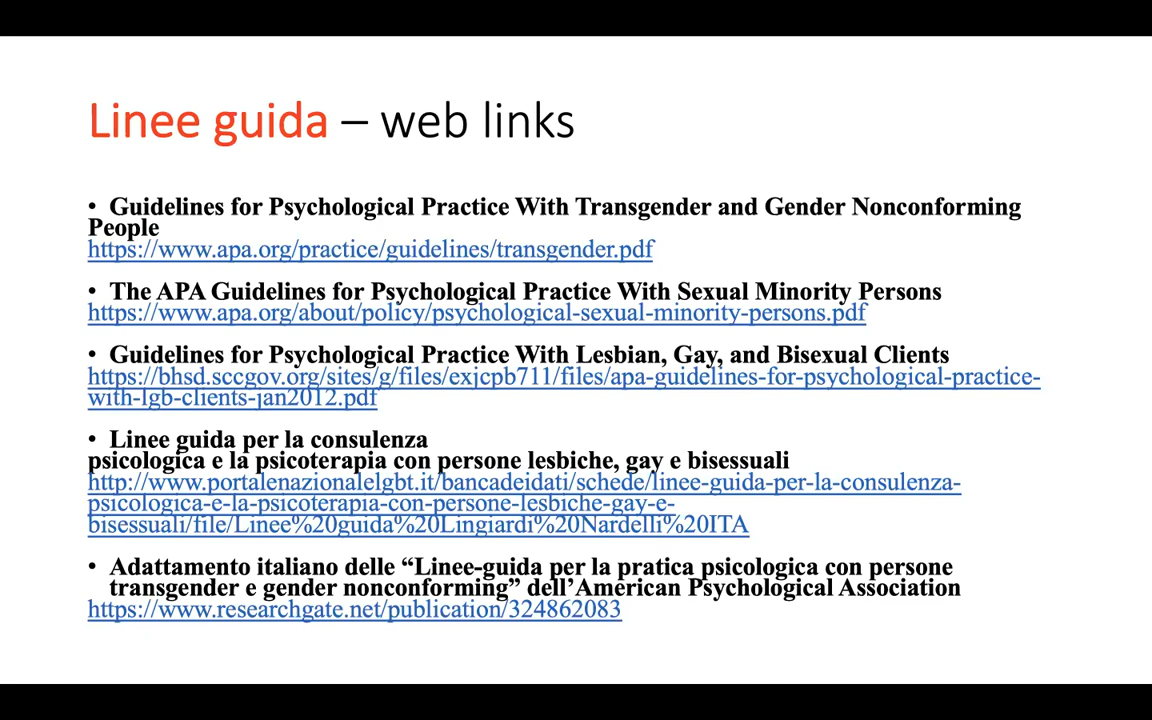 Linee guida – web links
• Guidelines for Psychological Practice With Transgender and Gender Nonconforming
People
https://www.apa.org/practice/guidelines/transgender.pdf
• The APA Guidelines for Psychological Practice With Sexual Minority Persons
https://www.apa.org/about/policy/psychological-sexual-minority-persons.pdf
• Guidelines for Psychological Practice With Lesbian, Gay, and Bisexual Clients
https://bhsd.sccgov.org/sites/g/files/exjcpb711/files/apa-guidelines-for-psychological-practice-
with-lgb-clients-jan2012.pdf
• Linee guida per la consulenza
psicologica e la psicoterapia con persone lesbiche, gay e bisessuali
http://www.portalenazionalelgbt.it/bancadeidati/schede/linee-guida-per-la-consulenza-
psicologica-e-la-psicoterapia-con-persone-lesbiche-gay-e-
bisessuali/file/Linee%20guida%20Lingiardi%20Nardelli%20ITA
• Adattamento italiano delle “Linee-guida per la pratica psicologica con persone
transgender e gender nonconforming” dell’American Psychological Association
https://www.researchgate.net/publication/324862083